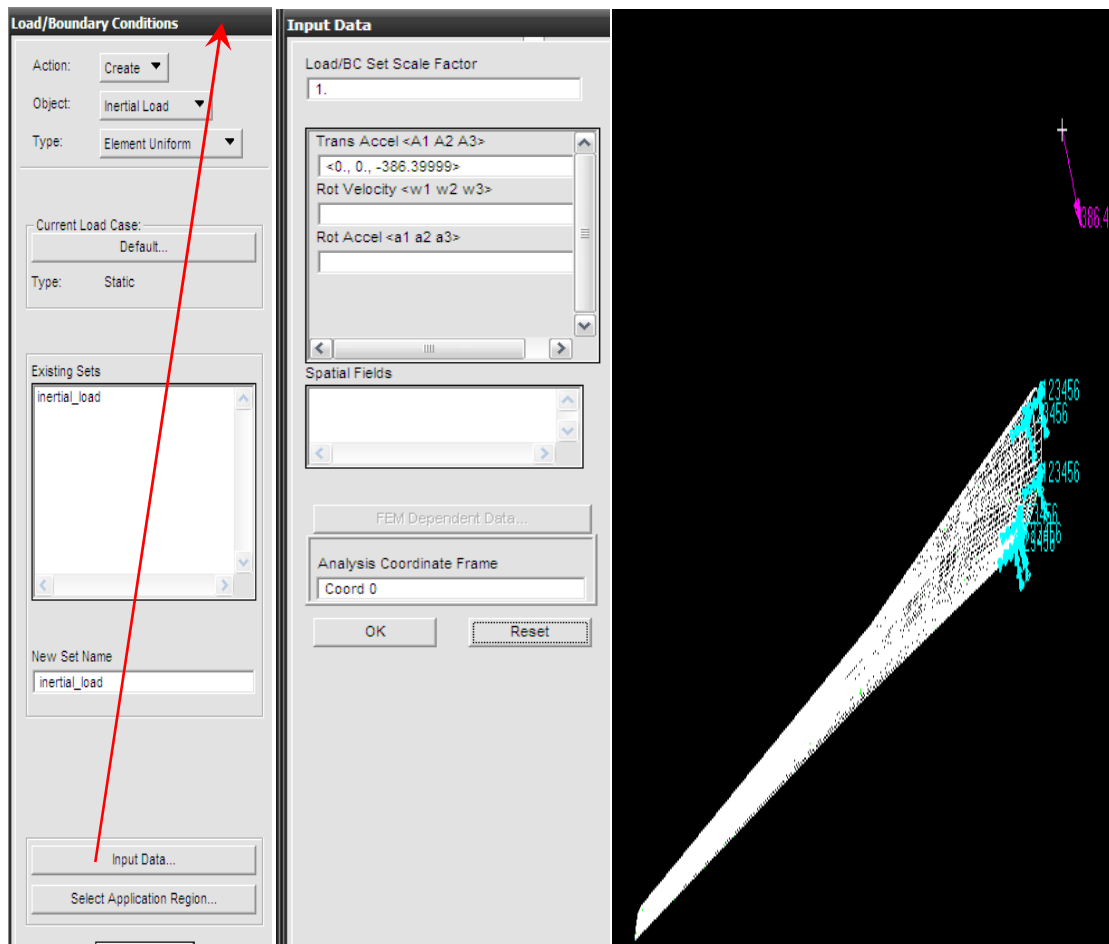 Load/Boundary Conditions
Action:
Create
Object:
Inertial Load
Type:
Element Uniform
Current Load Case:
Default...
Type:
Static
Existing Sets
inertial_load
New Set Name
inertial_load
Input Data...
Select Application Region...
Input Data
Load/BC Set Scale Factor
1.
Trans Accel <A1 A2 A3>
<0., 0., -386.39999>
Rot Velocity <w1 w2 w3>
Rot Accel <a1 a2 a3>
Spatial Fields
FEM Dependent Data...
Analysis Coordinate Frame
Coord 0
OK
Reset
386.4
123456
123456